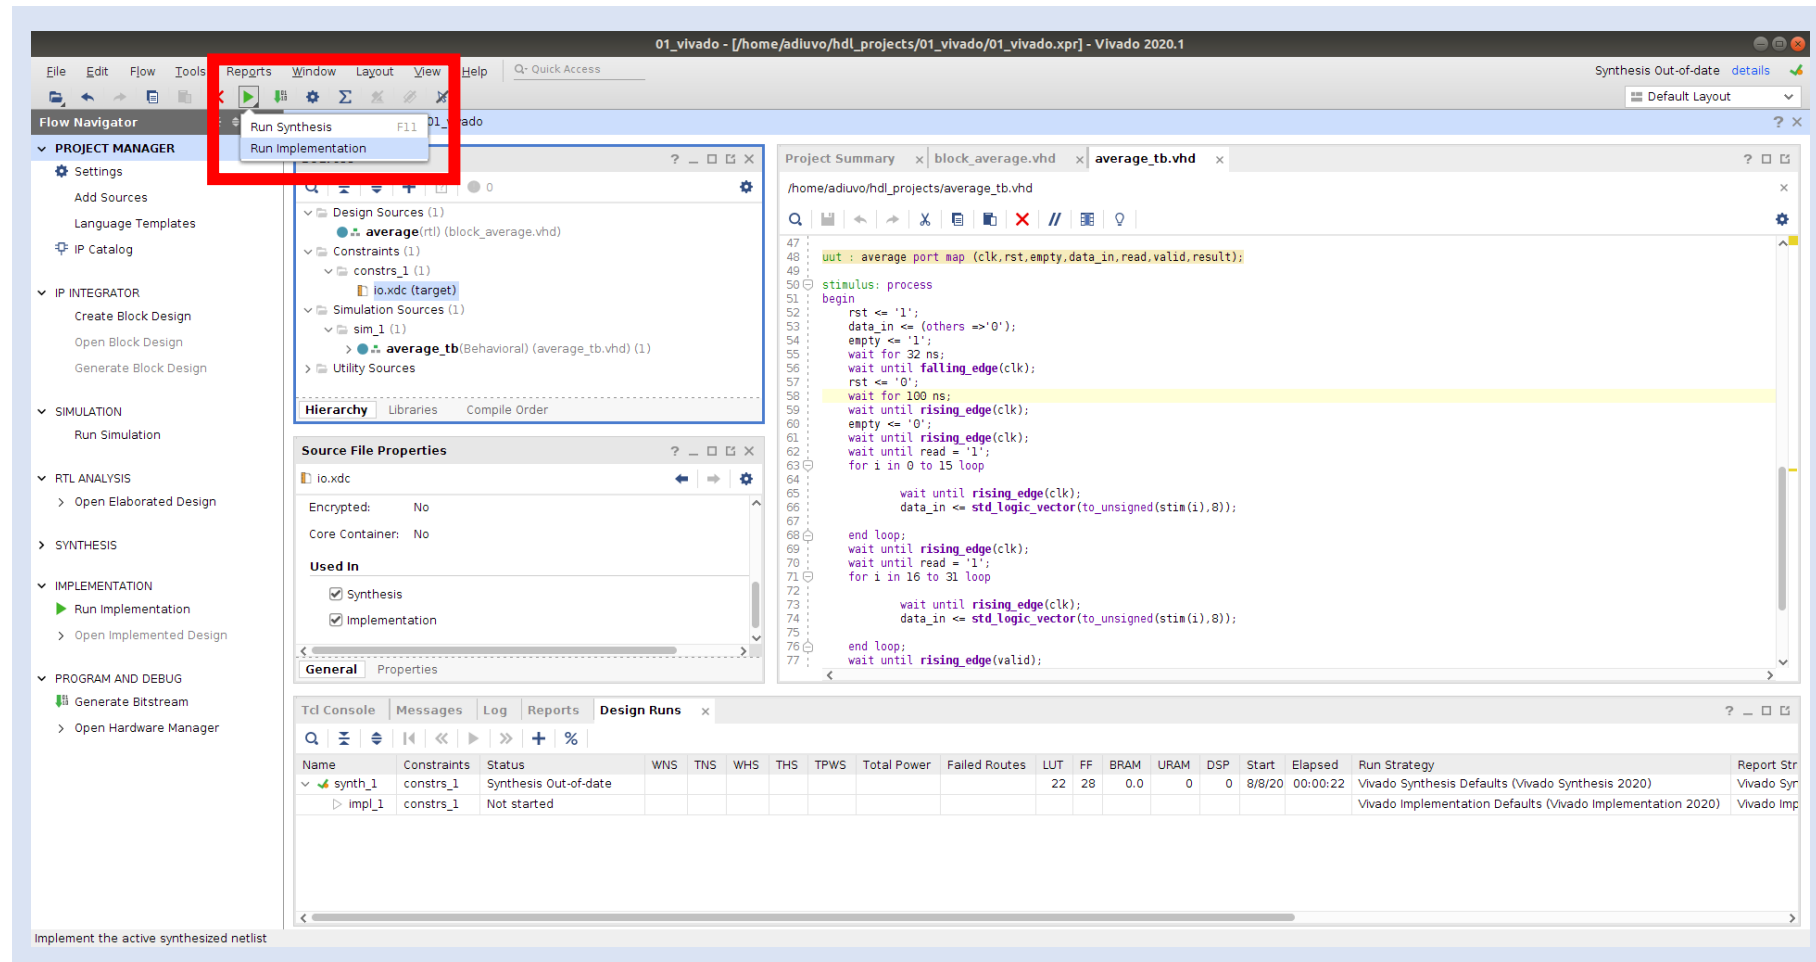 01_vivado - [/home/adiuvo/hdl_projects/01_vivado/01_vivado.xpr] - Vivado 2020.1
File Edit Flow Tools Reports Window Layout View Help Q- Quick Access
Synthesis Out-of-date details
Default Layout
Flow Navigator
Run Synthesis F11
Run Implementation
PROJECT MANAGER
Settings
Add Sources
Language Templates
IP Catalog
IP INTEGRATOR
Create Block Design
Open Block Design
Generate Block Design
SIMULATION
Run Simulation
RTL ANALYSIS
Open Elaborated Design
SYNTHESIS
IMPLEMENTATION
Run Implementation
Open Implemented Design
PROGRAM AND DEBUG
Generate Bitstream
Open Hardware Manager
0
Design Sources (1)
average(rtl) (block_average.vhd)
Constraints (1)
constrs_1 (1)
io.xdc (target)
Simulation Sources (1)
sim_1 (1)
average_tb(Behavioral) (average_tb.vhd) (1)
Utility Sources
Hierarchy Libraries Compile Order
Source File Properties
io.xdc
Encrypted: No
Core Container: No
Used In
Synthesis
Implementation
General Properties
Project Summary block_average.vhd average_tb.vhd
/home/adiuvo/hdl_projects/average_tb.vhd
47
48 uut : average port map (clk,rst,empty,data_in,read,valid,result);
49
50 stimulus: process
51 begin
52 rst <= '1';
53 data_in <= (others =>'0');
54 empty <= '1';
55 wait for 32 ns;
56 wait until falling_edge(clk);
57 rst <= '0';
58 wait for 100 ns;
59 wait until rising_edge(clk);
60 empty <= '0';
61 wait until rising_edge(clk);
62 wait until read = '1';
63 for i in 0 to 15 loop
64
65 wait until rising_edge(clk);
66 data_in <= std_logic_vector(to_unsigned(stim(i),8));
67
68 end loop;
69 wait until rising_edge(clk);
70 wait until read = '1';
71 for i in 16 to 31 loop
72
73 wait until rising_edge(clk);
74 data_in <= std_logic_vector(to_unsigned(stim(i),8));
75
76 end loop;
77 wait until rising_edge(valid);
Tcl Console Messages Log Reports Design Runs
Name Constraints Status WNS TNS WHS THS TPWS Total Power Failed Routes LUT FF BRAM URAM DSP Start Elapsed Run Strategy Report Str
synth_1 constrs_1 Synthesis Out-of-date 22 28 0.0 0 0 8/8/20 00:00:22 Vivado Synthesis Defaults (Vivado Synthesis 2020) Vivado Syn
impl_1 constrs_1 Not started Vivado Implementation Defaults (Vivado Implementation 2020) Vivado Imp
Implement the active synthesized netlist